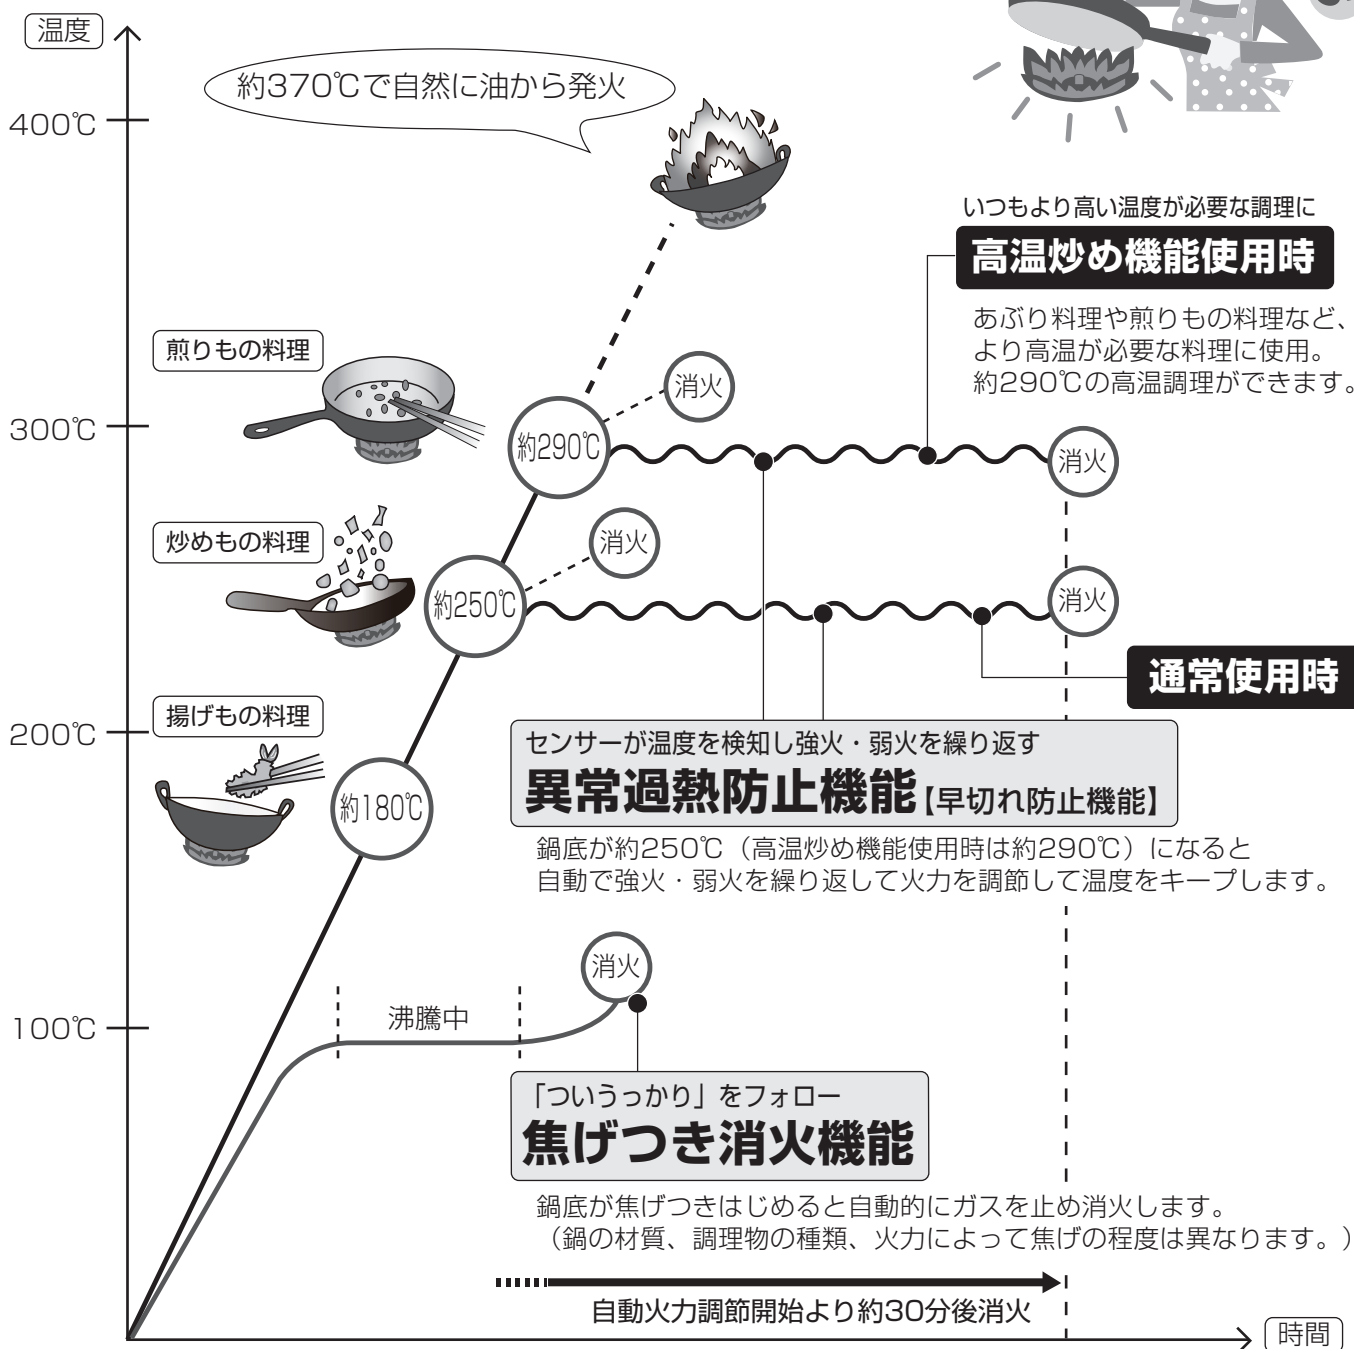 温度
約370℃で自然に油から発火
400℃
いつもより高い温度が必要な調理に
高温炒め機能使用時
あぶり料理や煎りもの料理など、
より高温が必要な料理に使用。
約290℃の高温調理ができます。
煎りもの料理
消火
300℃
約290℃
消火
炒めもの料理
消火
約250℃
消火
通常使用時
揚げもの料理
200℃
約180℃
センサーが温度を検知し強火・弱火を繰り返す
異常過熱防止機能【早切れ防止機能】
鍋底が約250℃（高温炒め機能使用時は約290℃）になると
自動で強火・弱火を繰り返して火力を調節して温度をキープします。
消火
沸騰中
100℃
「ついうっかり」をフォロー
焦げつき消火機能
鍋底が焦げつきはじめると自動的にガスを止め消火します。
（鍋の材質、調理物の種類、火力によって焦げの程度は異なります。）
自動火力調節開始より約30分後消火
時間